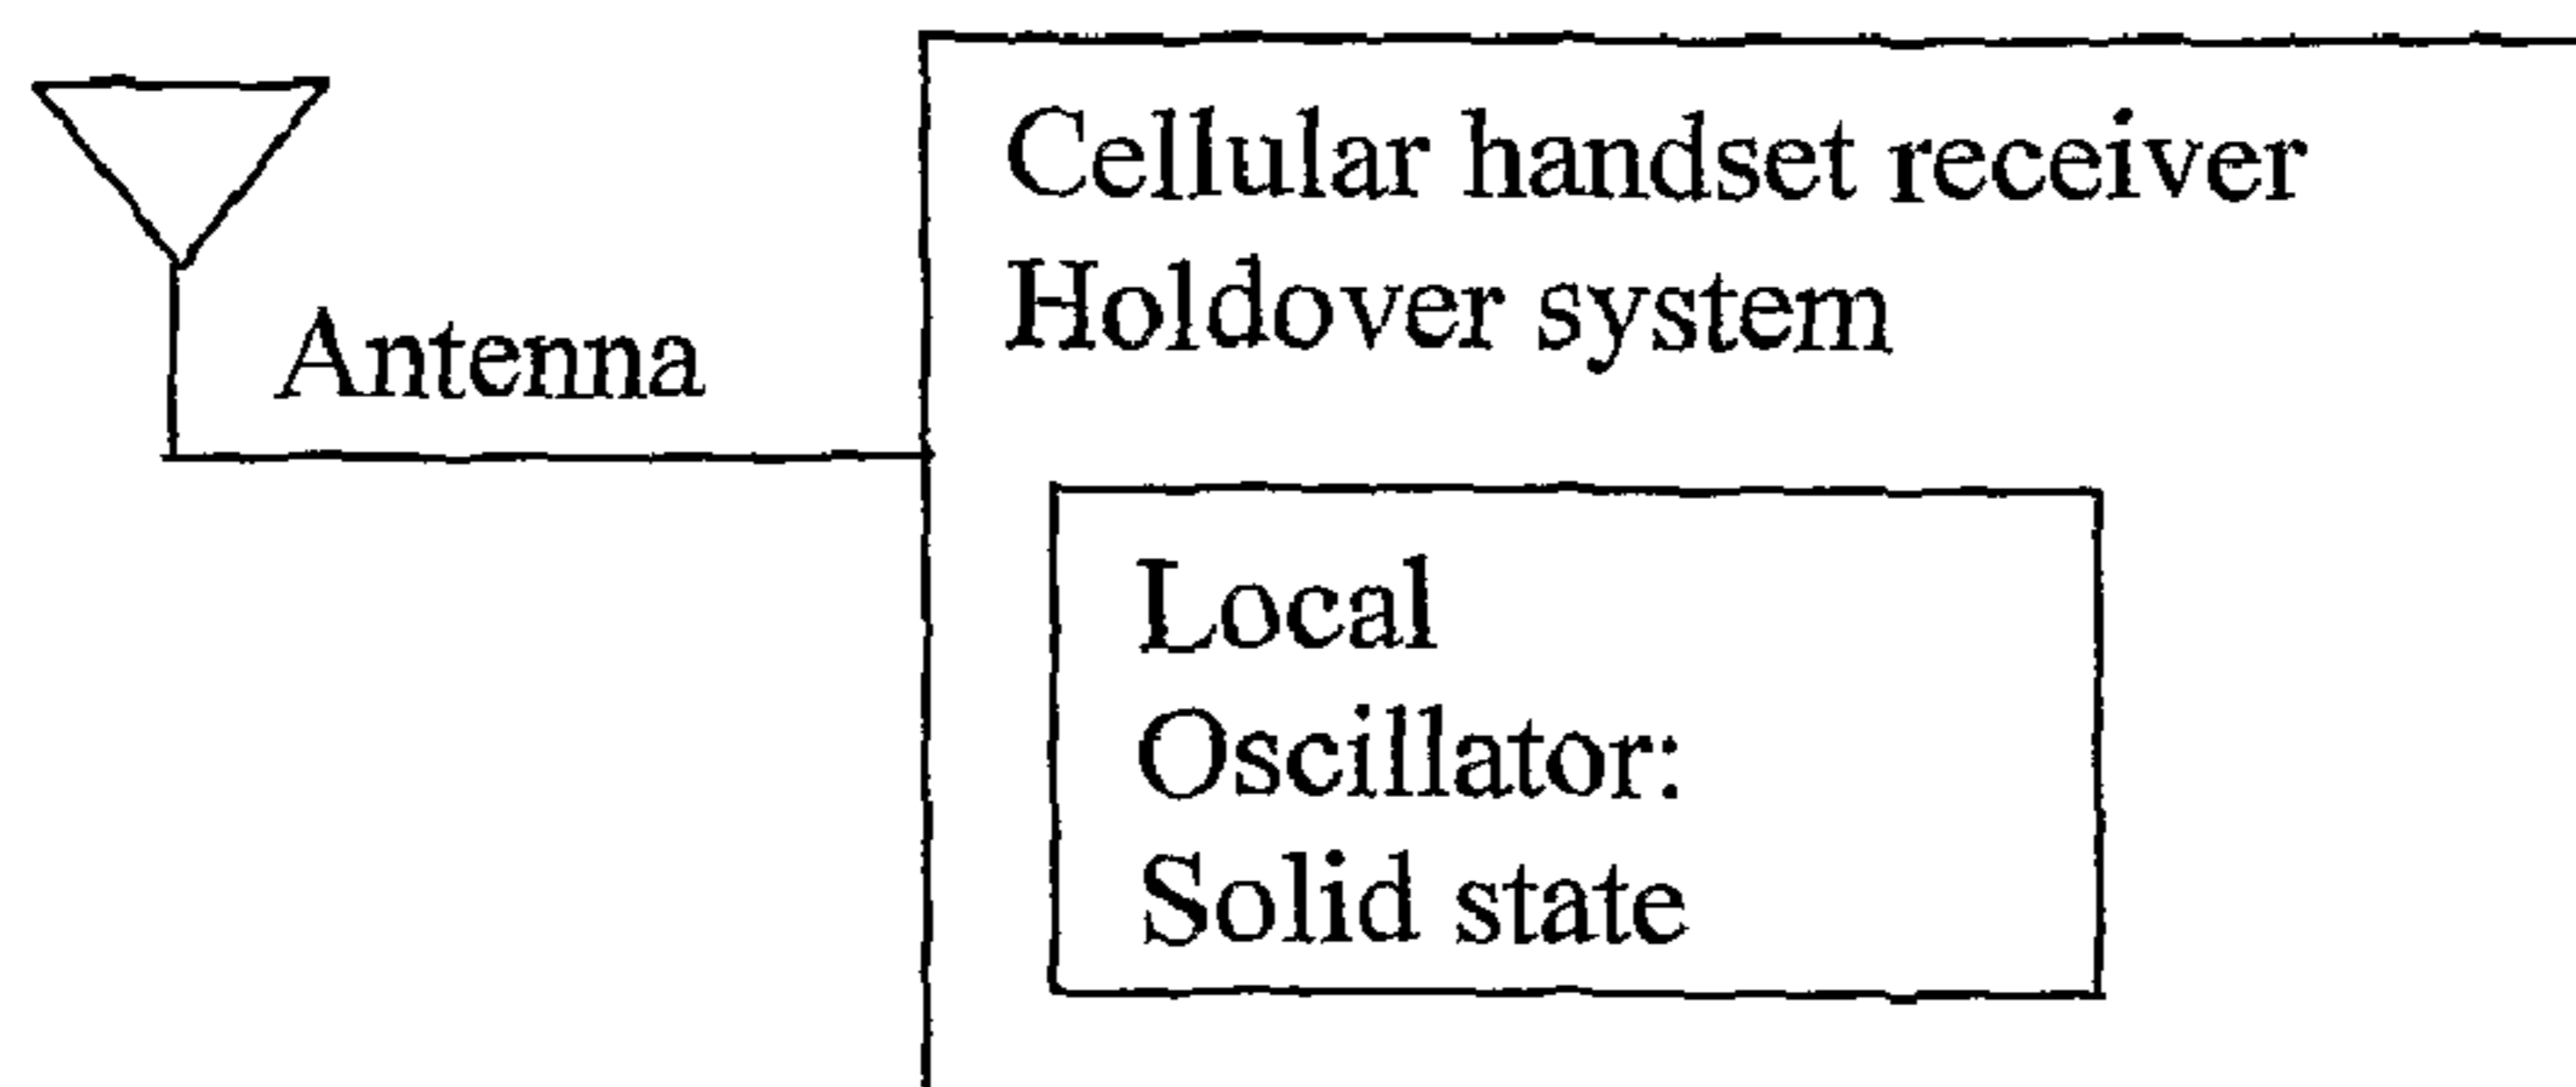 Cellular handset receiver
Holdover system
Antenna
Local
Oscillator:
Solid state